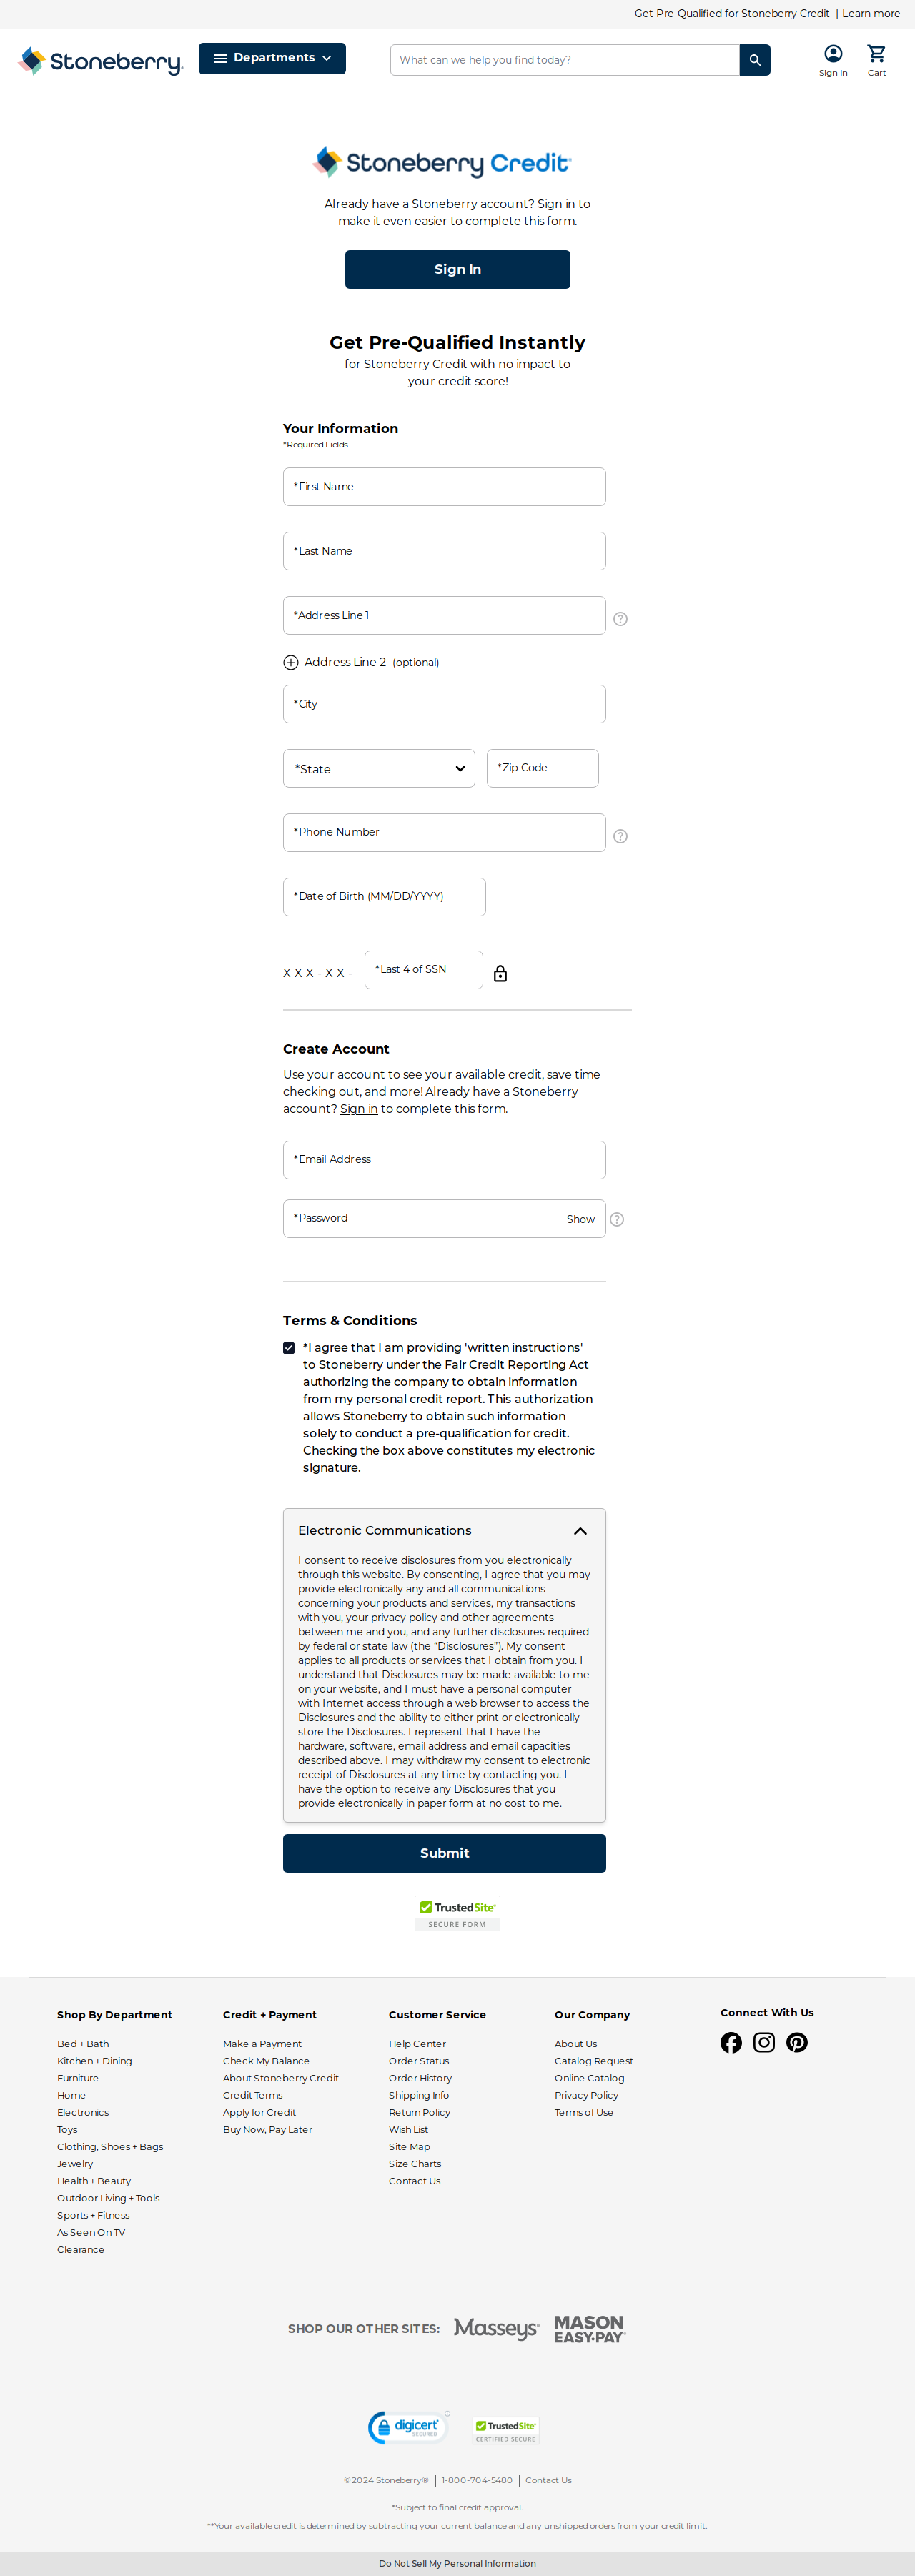 Get Pre-Qualified for Stoneberry Credit | Learn more
Stoneberry®
Departments
What can we help you find today?
Sign In
Cart
Stoneberry Credit
Already have a Stoneberry account? Sign in to
make it even easier to complete this form.
Sign In
Get Pre-Qualified Instantly
for Stoneberry Credit with no impact to
your credit score!
Your Information
*Required Fields
*First Name
*Last Name
*Address Line 1
?
Address Line 2 (optional)
*City
*State
*Zip Code
*Phone Number
?
*Date of Birth (MM/DD/YYYY)
X X X - X X -
*Last 4 of SSN
Create Account
Use your account to see your available credit, save time
checking out, and more! Already have a Stoneberry
account? Sign in to complete this form.
*Email Address
*Password
Show
?
Terms & Conditions
*I agree that I am providing 'written instructions'
to Stoneberry under the Fair Credit Reporting Act
authorizing the company to obtain information
from my personal credit report. This authorization
allows Stoneberry to obtain such information
solely to conduct a pre-qualification for credit.
Checking the box above constitutes my electronic
signature.
Electronic Communications
I consent to receive disclosures from you electronically
through this website. By consenting, I agree that you may
provide electronically any and all communications
concerning your products and services, my transactions
with you, your privacy policy and other agreements
between me and you, and any further disclosures required
by federal or state law (the “Disclosures”). My consent
applies to all products or services that I obtain from you. I
understand that Disclosures may be made available to me
on your website, and I must have a personal computer
with Internet access through a web browser to access the
Disclosures and the ability to either print or electronically
store the Disclosures. I represent that I have the
hardware, software, email address and email capacities
described above. I may withdraw my consent to electronic
receipt of Disclosures at any time by contacting you. I
have the option to receive any Disclosures that you
provide electronically in paper form at no cost to me.
Submit
TrustedSite
SECURE FORM
Shop By Department
Bed + Bath
Kitchen + Dining
Furniture
Home
Electronics
Toys
Clothing, Shoes + Bags
Jewelry
Health + Beauty
Outdoor Living + Tools
Sports + Fitness
As Seen On TV
Clearance
Credit + Payment
Make a Payment
Check My Balance
About Stoneberry Credit
Credit Terms
Apply for Credit
Buy Now, Pay Later
Customer Service
Help Center
Order Status
Order History
Shipping Info
Return Policy
Wish List
Site Map
Size Charts
Contact Us
Our Company
About Us
Catalog Request
Online Catalog
Privacy Policy
Terms of Use
Connect With Us
SHOP OUR OTHER SITES:
Masseys
MASON
EASY-PAY
digicert
SECURED
TrustedSite
CERTIFIED SECURE
©2024 Stoneberry® | 1-800-704-5480 | Contact Us
*Subject to final credit approval.
**Your available credit is determined by subtracting your current balance and any unshipped orders from your credit limit.
Do Not Sell My Personal Information